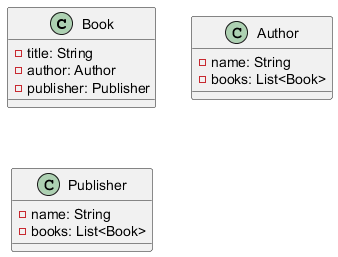 C Book
title: String
author: Author
publisher: Publisher
C Author
name: String
books: List<Book>
C Publisher
name: String
books: List<Book>